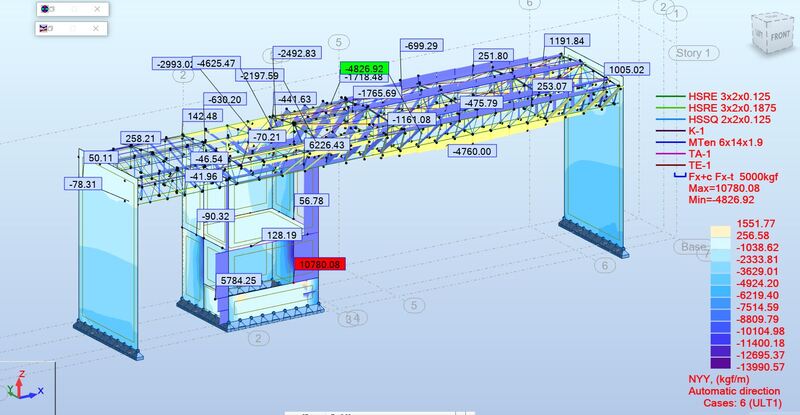 FRONT
Story 1
Base
6
2
2
1
5
2
7
6
5
3
4
2
-2993.02
-4625.47
-2492.83
-4826.92
-1718.48
-699.29
251.80
1191.84
1005.02
-2197.59
-630.20
-441.63
-1765.69
253.07
142.48
-475.79
-1161.08
258.21
-70.21
6226.43
50.11
-46.54
-4760.00
-78.31
-41.96
56.78
-90.32
128.19
10780.08
5784.25
HSRE 3x2x0.125
HSRE 3x2x0.1875
HSSQ 2x2x0.125
K-1
MTen 6x14x1.9
TA-1
TE-1
Fx+c Fx-t 5000kgf
Max=10780.08
Min=-4826.92
1551.77
256.58
-1038.62
-2333.81
-3629.01
-4924.20
-6219.40
-7514.59
-8809.79
-10104.98
-11400.18
-12695.37
-13990.57
NYY, (kgf/m)
Automatic direction
Cases: 6 (ULT1)
Z
Y
X